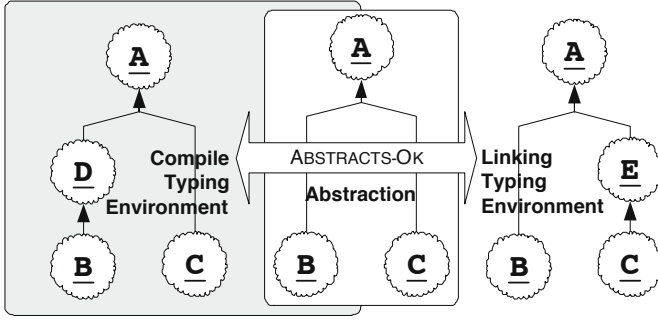 A
A
A
D
Compile
Typing
Environment
ABSTRACTS-OK
Abstraction
Linking
Typing
Environment
E
B
C
B
C
B
C